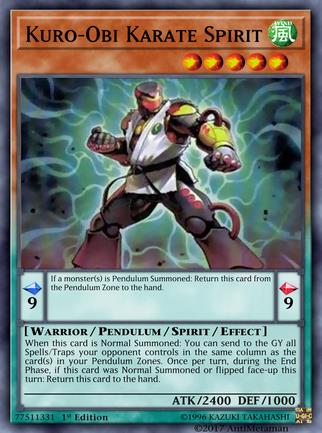 Kuro-Obi Karate Spirit
WIND
風
If a monster(s) is Pendulum Summoned: Return this card from
the Pendulum Zone to the hand.
9
9
[Warrior/Pendulum/Spirit/Effect]
When this card is Normal Summoned: You can send to the GY all
Spells/Traps your opponent controls in the same column as the
card(s) in your Pendulum Zones. Once per turn, during the End
Phase, if this card was Normal Summoned or flipped face-up this
turn: Return this card to the hand.
ATK/2400 DEF/1000
77511331 1st Edition ©1996 KAZUKI TAKAHASHI
©2017 AntiMetaman